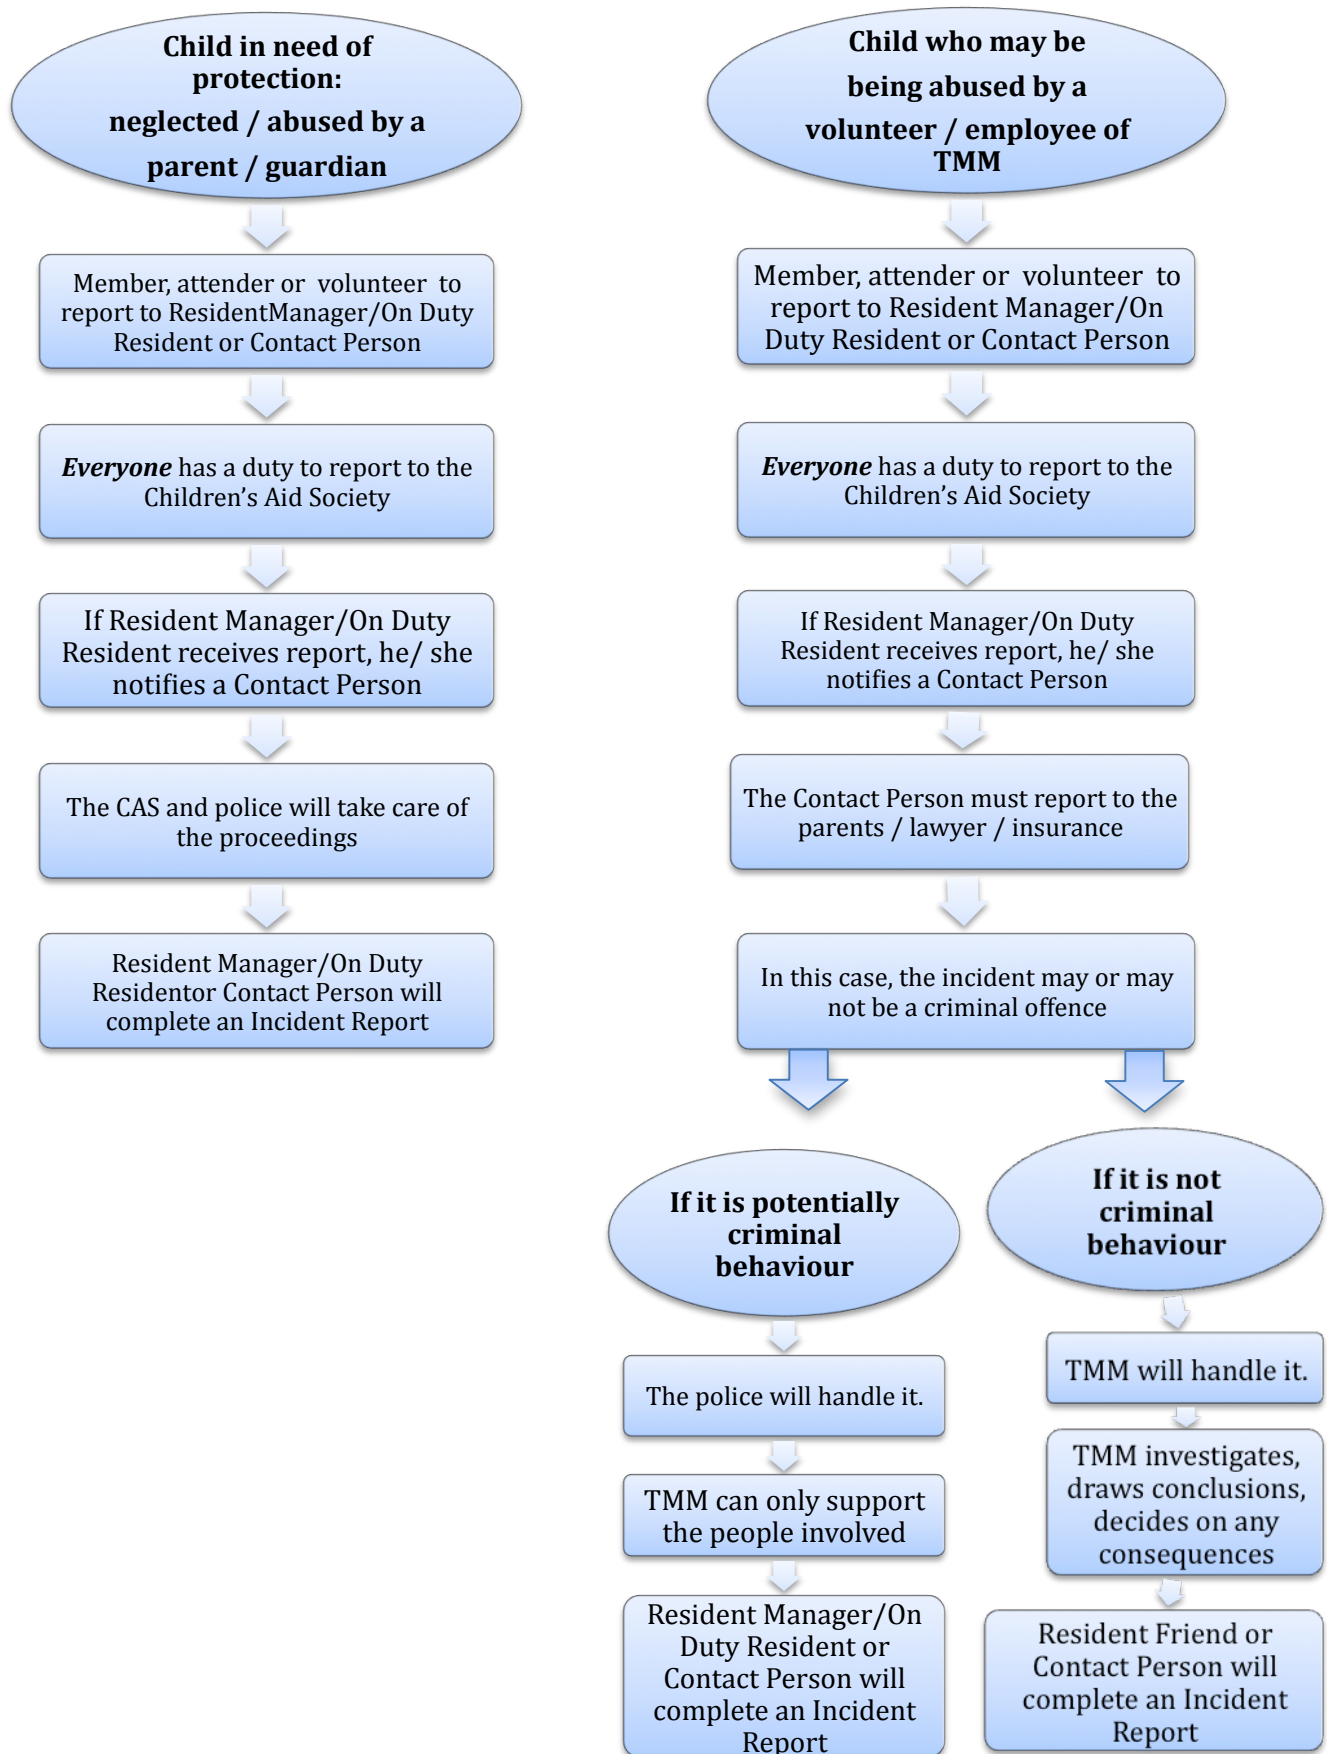 Child in need of
protection:
neglected / abused by a
parent / guardian
Member, attender or volunteer to
report to ResidentManager/On Duty
Resident or Contact Person
Everyone has a duty to report to the
Children’s Aid Society
If Resident Manager/On Duty
Resident receives report, he/ she
notifies a Contact Person
The CAS and police will take care of
the proceedings
Resident Manager/On Duty
Residentor Contact Person will
complete an Incident Report
Child who may be
being abused by a
volunteer / employee of
TMM
Member, attender or volunteer to
report to Resident Manager/On
Duty Resident or Contact Person
Everyone has a duty to report to the
Children’s Aid Society
If Resident Manager/On Duty
Resident receives report, he/ she
notifies a Contact Person
The Contact Person must report to the
parents / lawyer / insurance
In this case, the incident may or may
not be a criminal offence
If it is potentially
criminal
behaviour
The police will handle it.
TMM can only support
the people involved
Resident Manager/On
Duty Resident or
Contact Person will
complete an Incident
Report
If it is not
criminal
behaviour
TMM will handle it.
TMM investigates,
draws conclusions,
decides on any
consequences
Resident Friend or
Contact Person will
complete an Incident
Report